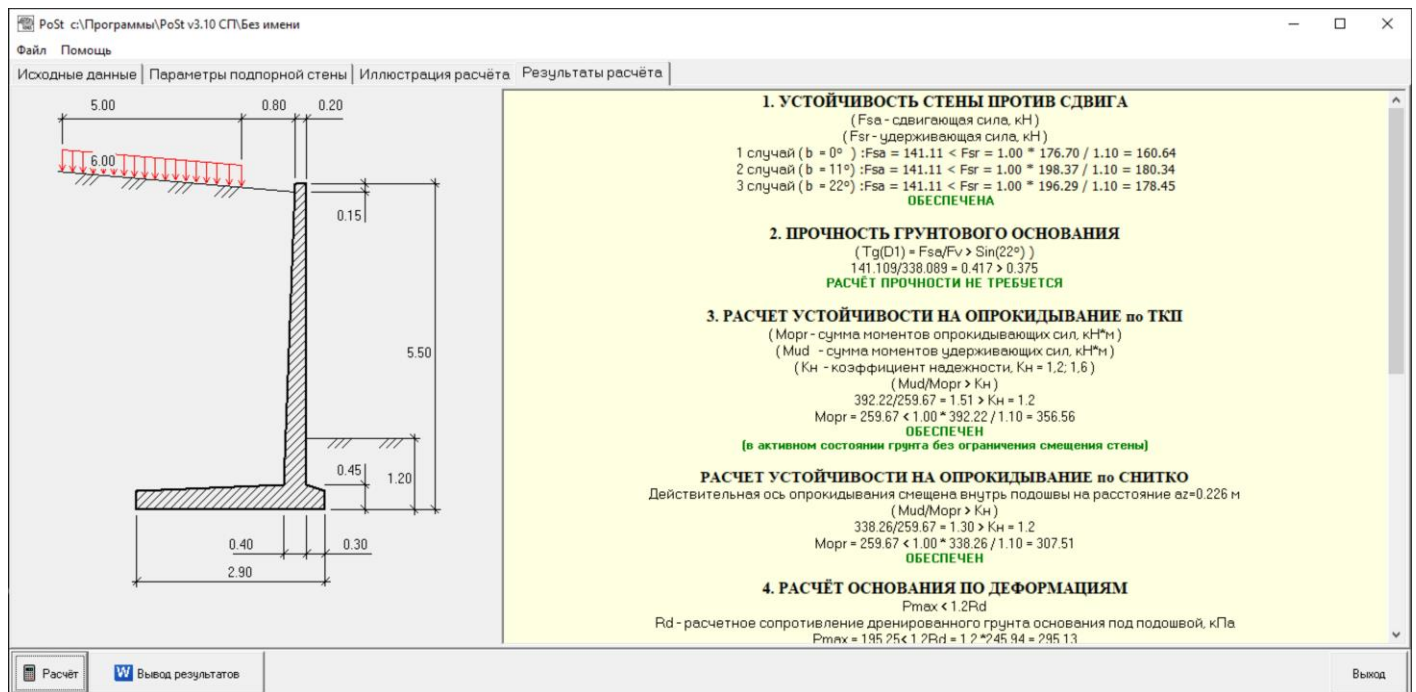 PoSt c:\Программы\PoSt v3.10 СП\Без имени
Файл Помощь
Исходные данные Параметры подпорной стены Иллюстрация расчёта Результаты расчёта
5.00 0.80 0.20
6.00
0.15
5.50
0.45
1.20
0.40 0.30
2.90
1. УСТОЙЧИВОСТЬ СТЕНЫ ПРОТИВ СДВИГА
( Fsa - сдвигающая сила, кН )
( Fsr - удерживающая сила, кН )
1 случай ( b = 0º ) :Fsa = 141.11 < Fsr = 1.00 * 176.70 / 1.10 = 160.64
2 случай ( b = 11º) :Fsa = 141.11 < Fsr = 1.00 * 198.37 / 1.10 = 180.34
3 случай ( b = 22º) :Fsa = 141.11 < Fsr = 1.00 * 196.29 / 1.10 = 178.45
ОБЕСПЕЧЕНА
2. ПРОЧНОСТЬ ГРУНТОВОГО ОСНОВАНИЯ
( Tg(D1) = Fsa/Fv > Sin(22º) )
141.109/338.089 = 0.417 > 0.375
РАСЧЁТ ПРОЧНОСТИ НЕ ТРЕБУЕТСЯ
3. РАСЧЕТ УСТОЙЧИВОСТИ НА ОПРОКИДЫВАНИЕ по ТКП
( Mopr - сумма моментов опрокидывающих сил, кН*м )
( Mud - сумма моментов удерживающих сил, кН*м )
( Кн - коэффициент надежности, Кн = 1,2; 1,6 )
( Mud/Mopr > Кн )
392.22/259.67 = 1.51 > Кн = 1.2
Mopr = 259.67 < 1.00 * 392.22 / 1.10 = 356.56
ОБЕСПЕЧЕН
(в активном состоянии грунта без ограничения смещения стены)
РАСЧЕТ УСТОЙЧИВОСТИ НА ОПРОКИДЫВАНИЕ по СНИТКО
Действительная ось опрокидывания смещена внутрь подошвы на расстояние az=0.226 м
( Mud/Mopr > Кн )
338.26/259.67 = 1.30 > Кн = 1.2
Mopr = 259.67 < 1.00 * 338.26 / 1.10 = 307.51
ОБЕСПЕЧЕН
4. РАСЧЁТ ОСНОВАНИЯ ПО ДЕФОРМАЦИЯМ
Pmax < 1.2Rd
Rd - расчетное сопротивление дренированного грунта основания под подошвой, кПа
Pmax = 195.25< 1.2Rd = 1.2 *245.94 = 295.13
Расчёт Вывод результатов Выход